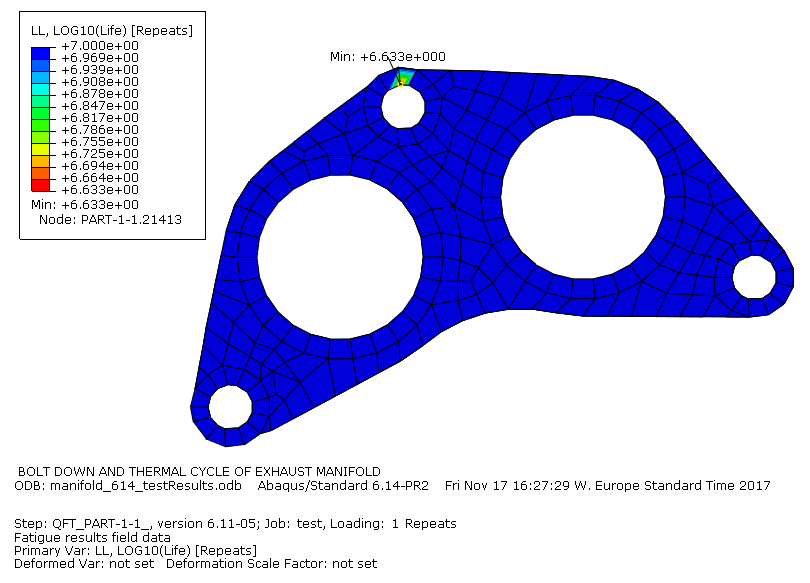 LL, LOG10(Life) [Repeats]
+7.000e+00
+6.969e+00
+6.939e+00
+6.908e+00
+6.878e+00
+6.847e+00
+6.817e+00
+6.786e+00
+6.755e+00
+6.725e+00
+6.694e+00
+6.664e+00
+6.633e+00
Min: +6.633e+00
Node: PART-1-1.21413
Min: +6.633e+000
BOLT DOWN AND THERMAL CYCLE OF EXHAUST MANIFOLD
ODB: manifold_614_testResults.odb Abaqus/Standard 6.14-PR2 Fri Nov 17 16:27:29 W. Europe Standard Time 2017
Step: QFT_PART-1-1_, version 6.11-05; Job: test, Loading: 1 Repeats
Fatigue results field data
Primary Var: LL, LOG10(Life) [Repeats]
Deformed Var: not set Deformation Scale Factor: not set